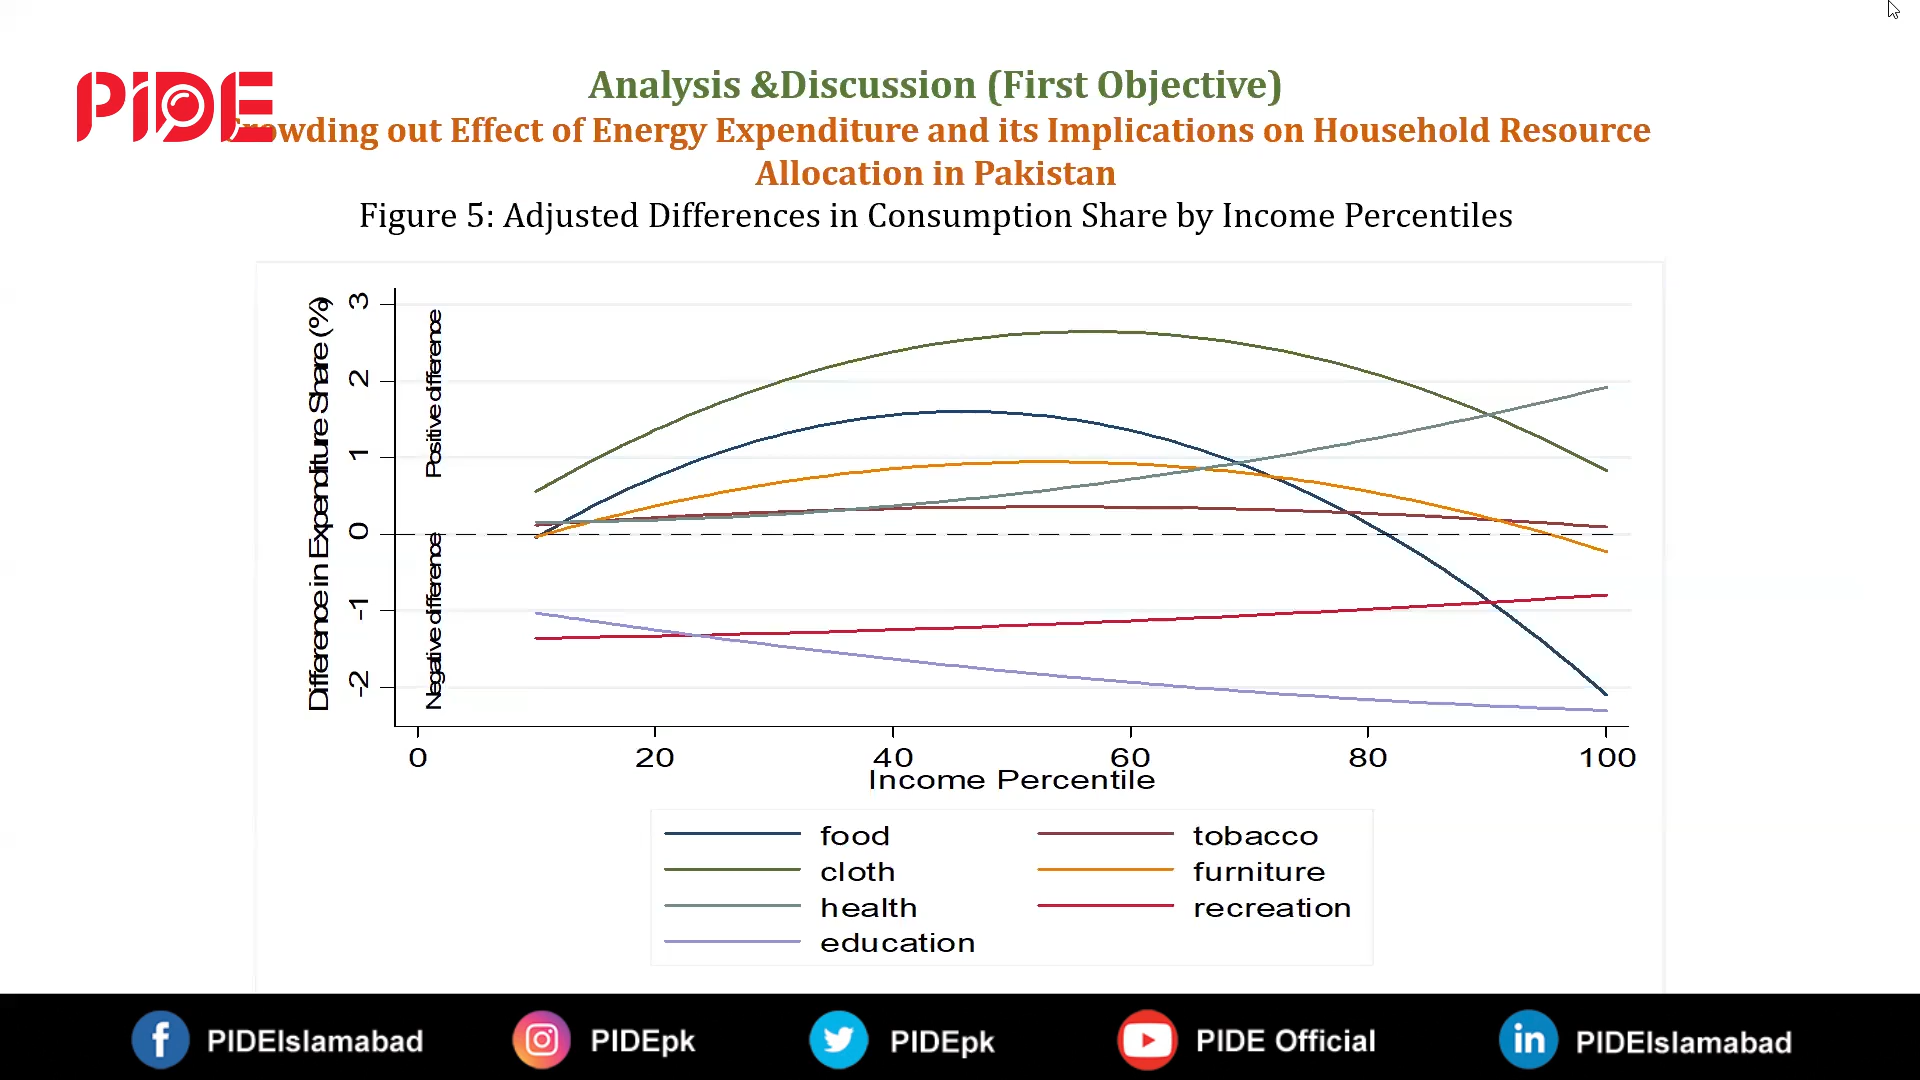 PIDE
Analysis &Discussion (First Objective)
Crowding out Effect of Energy Expenditure and its Implications on Household Resource
Allocation in Pakistan
Figure 5: Adjusted Differences in Consumption Share by Income Percentiles
Difference in Expenditure Share (%)
Positive difference
Negative difference
3
2
1
0
-1
-2
0 20 40 60 80 100
Income Percentile
food tobacco
cloth furniture
health recreation
education
PIDEIslamabad PIDEpk PIDEpk PIDE Official PIDEIslamabad